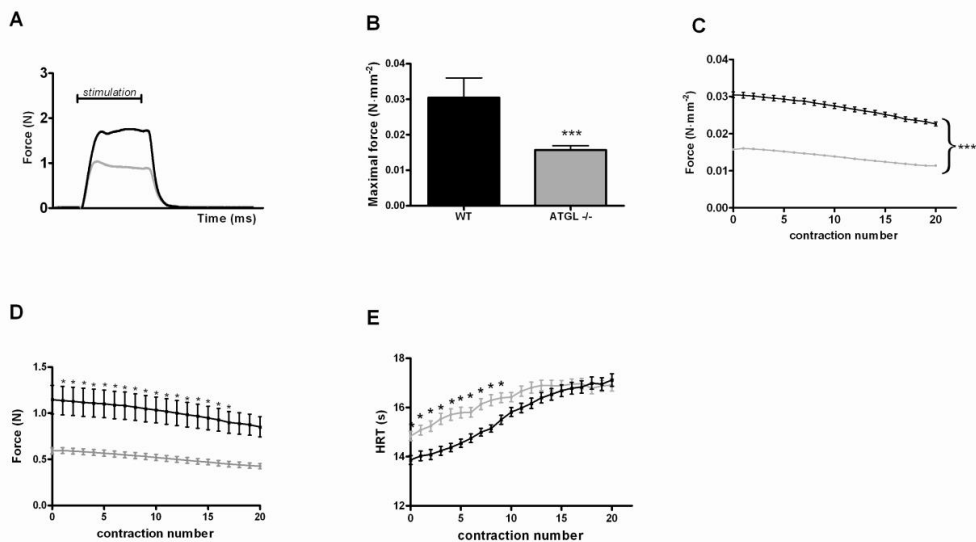 A
Force (N)
3
2
1
0
stimulation
Time (ms)
B
Maximal force (N·mm-2)
0.04
0.03
0.02
0.01
0.00
***
WT
ATGL -/-
C
Force (N·mm-2)
0.04
0.03
0.02
0.01
0.00
***
0
5
10
15
20
contraction number
D
Force (N)
1.5
1.0
0.5
0.0
* * * * * * * * * * * * * * * * *
0
5
10
15
20
contraction number
E
HRT (s)
18
16
14
12
* * * * * * * * * *
0
5
10
15
20
contraction number